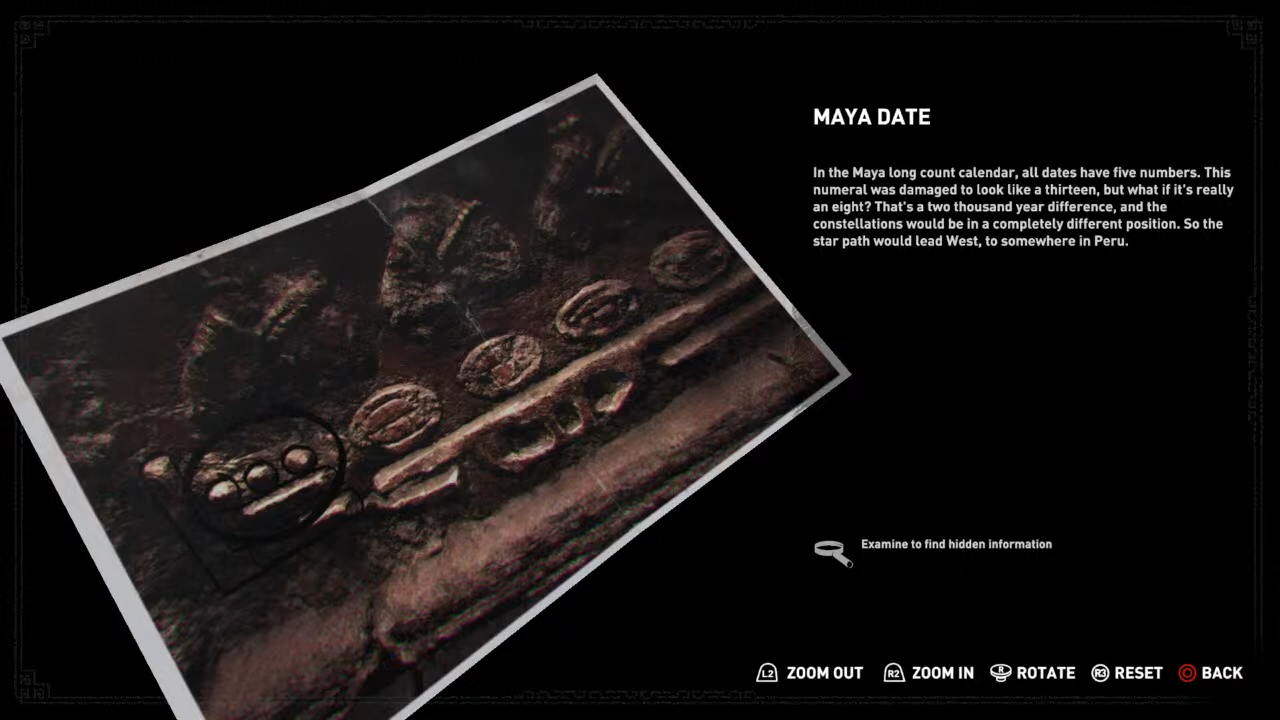 MAYA DATE
In the Maya long count calendar, all dates have five numbers. This
numeral was damaged to look like a thirteen, but what if it's really
an eight? That's a two thousand year difference, and the
constellations would be in a completely different position. So the
star path would lead West, to somewhere in Peru.
Examine to find hidden information
L2 ZOOM OUT R2 ZOOM IN R ROTATE R3 RESET BACK